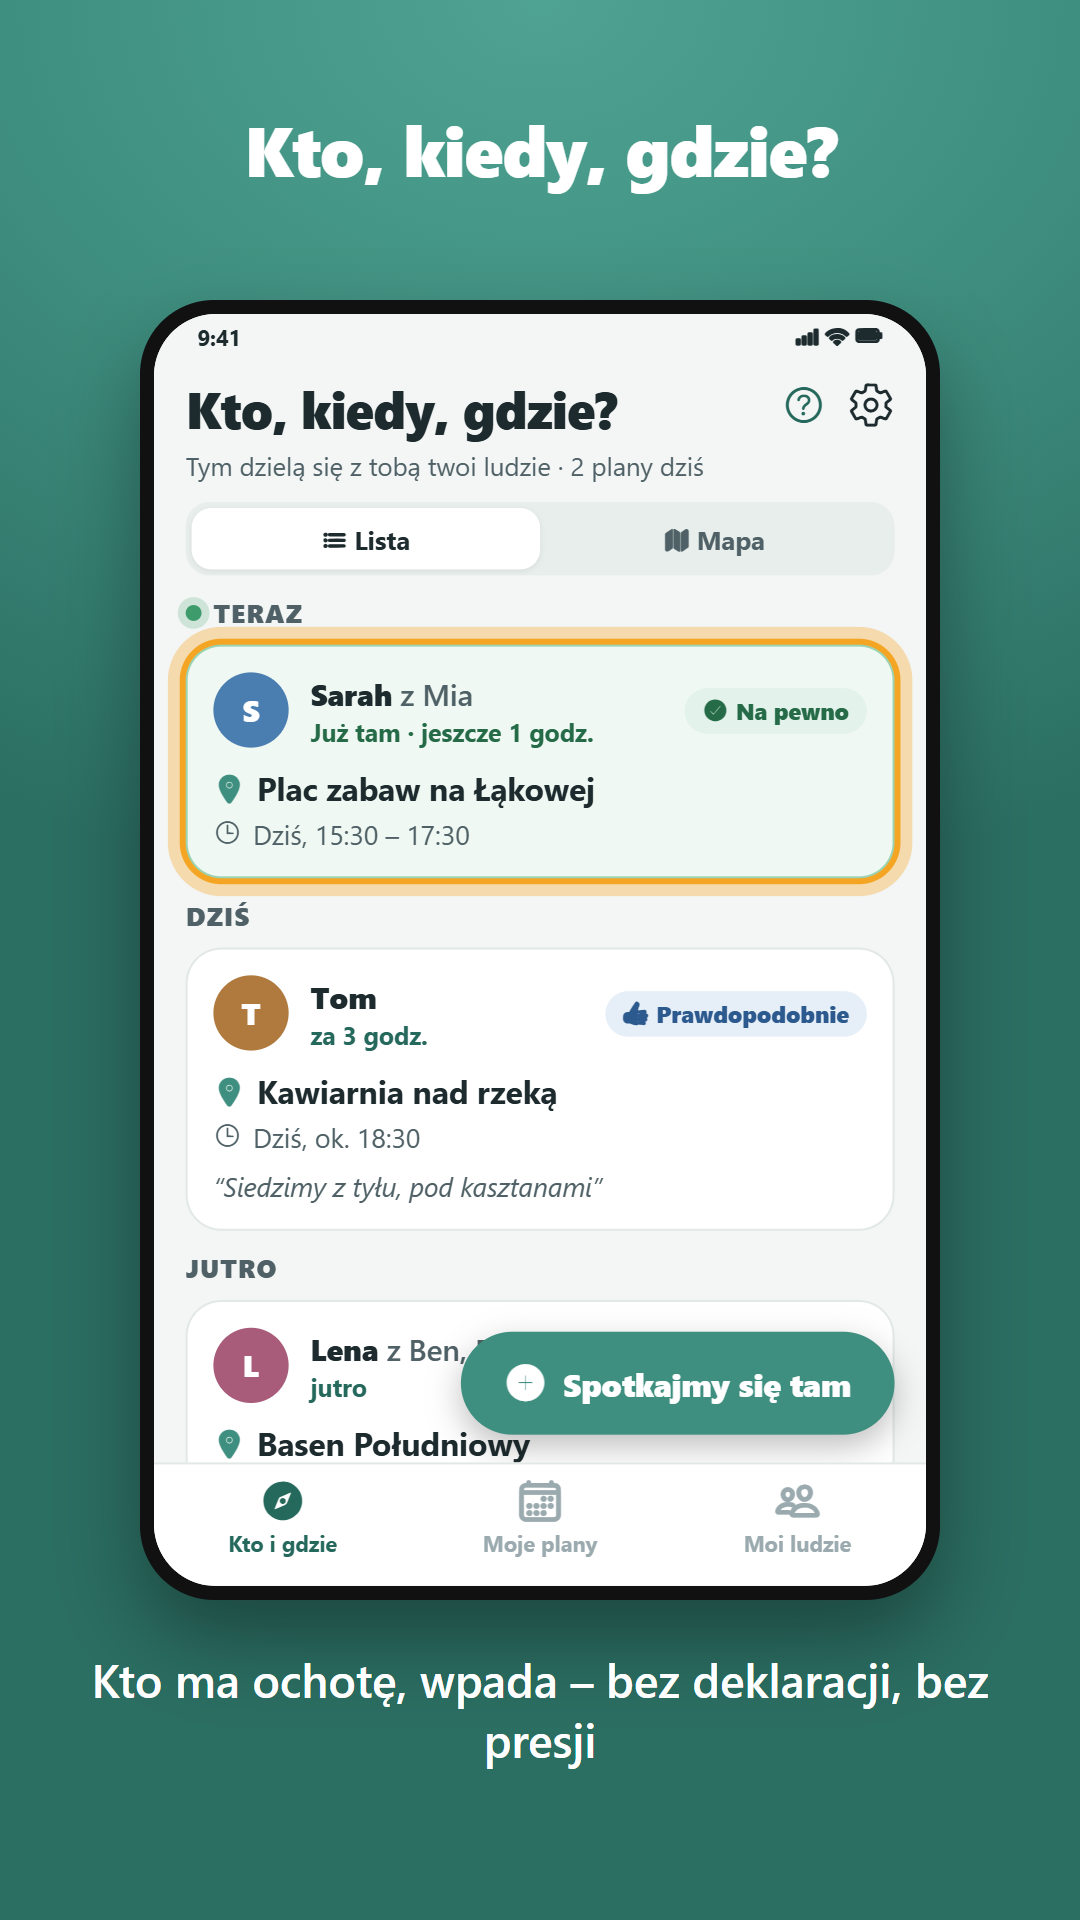 Kto, kiedy, gdzie?
9:41
Kto, kiedy, gdzie?
Tym dzielą się z tobą twoi ludzie · 2 plany dziś
Lista
Mapa
TERAZ
S
Sarah z Mia
Na pewno
Już tam · jeszcze 1 godz.
Plac zabaw na Łąkowej
Dziś, 15:30 – 17:30
DZIŚ
T
Tom
Prawdopodobnie
za 3 godz.
Kawiarnia nad rzeką
Dziś, ok. 18:30
“Siedzimy z tyłu, pod kasztanami”
JUTRO
L
Lena z Ben,
jutro
Spotkajmy się tam
Basen Południowy
Kto i gdzie
Moje plany
Moi ludzie
Kto ma ochotę, wpada – bez deklaracji, bez
presji